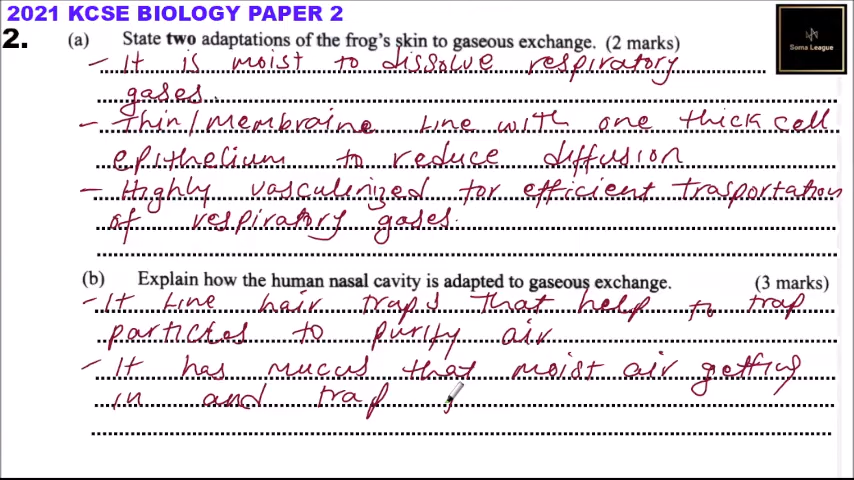 2021 KCSE BIOLOGY PAPER 2
2. (a) State two adaptations of the frog's skin to gaseous exchange. (2 marks)
Soma League
- It is moist to dissolve respiratory
gases.
- Thin/membraine line with one thick cell
epithelium to reduce diffusion
- Highly vasculerized for efficient trasportation
of respiratory gases.
(b) Explain how the human nasal cavity is adapted to gaseous exchange. (3 marks)
- It line hair traps that help to trap
particles to purify air
- It has mucus that moist air getting
in and trap